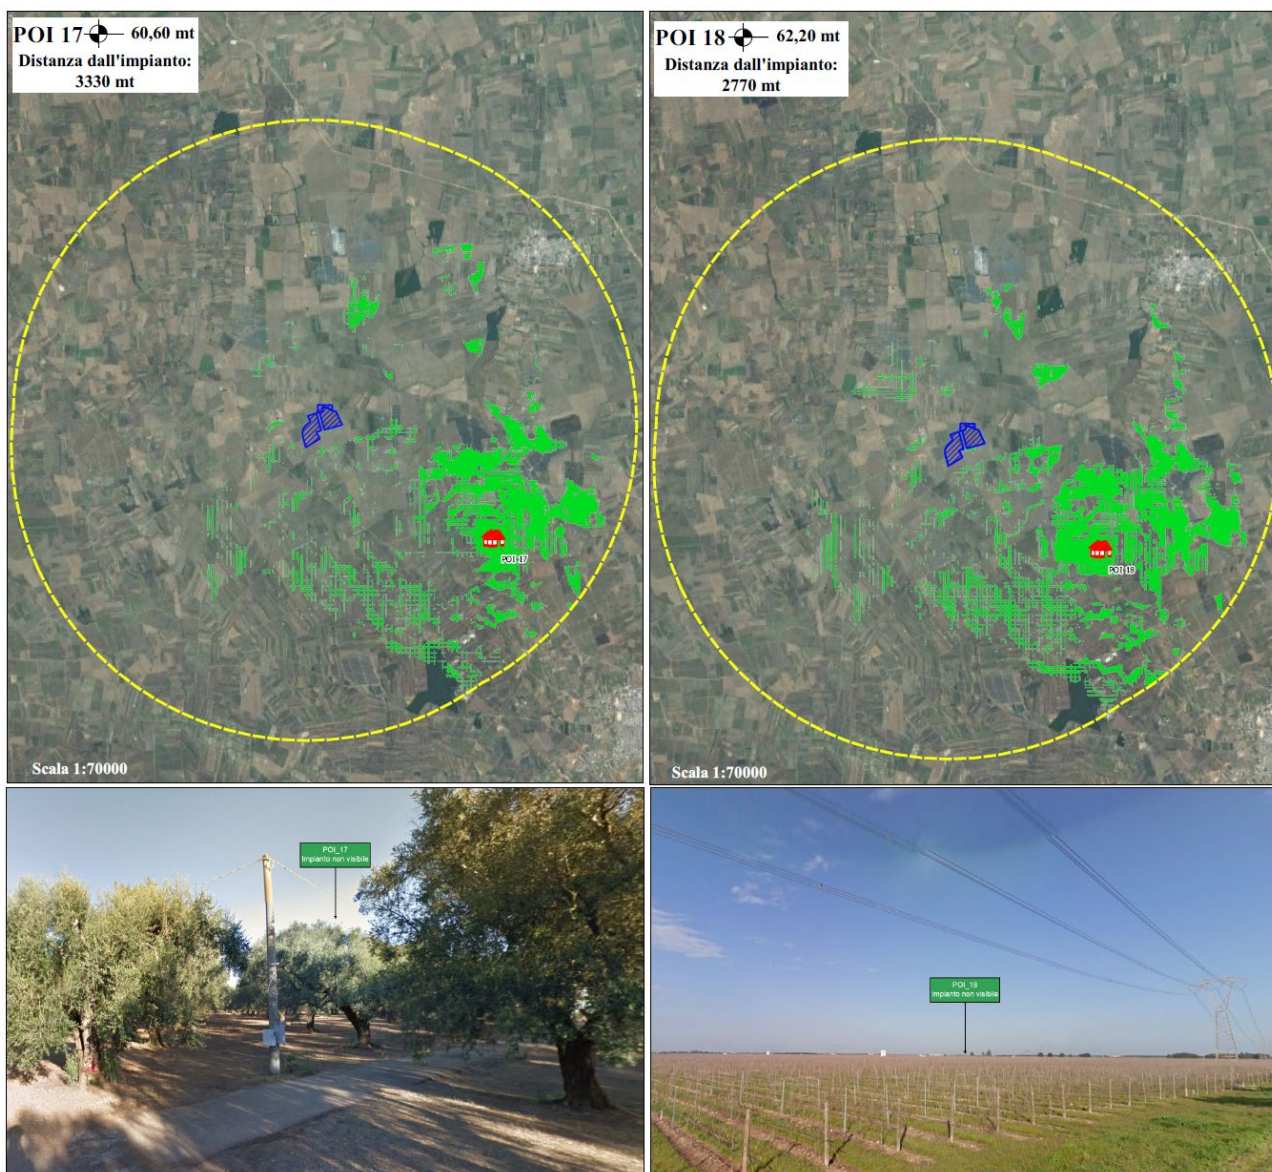 POI 17 60,60 mt
Distanza dall'impianto:
3330 mt
POI 17
Scala 1:70000
POI 18 62,20 mt
Distanza dall'impianto:
2770 mt
POI 18
Scala 1:70000
POI_17
Impianto non visibile
POI_18
impianto non visibile